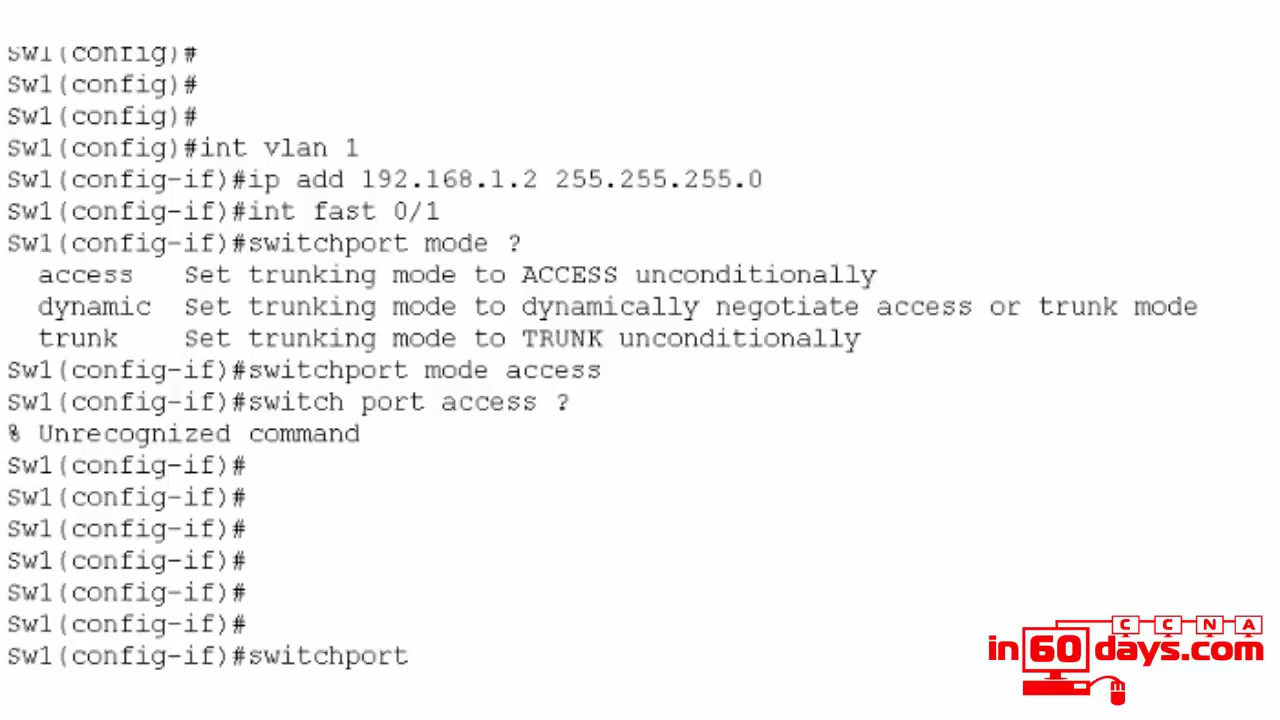 Sw1(config)#
Sw1(config)#
Sw1(config)#
Sw1(config)#int vlan 1
Sw1(config-if)#ip add 192.168.1.2 255.255.255.0
Sw1(config-if)#int fast 0/1
Sw1(config-if)#switchport mode ?
  access   Set trunking mode to ACCESS unconditionally
  dynamic  Set trunking mode to dynamically negotiate access or trunk mode
  trunk    Set trunking mode to TRUNK unconditionally
Sw1(config-if)#switchport mode access
Sw1(config-if)#switch port access ?
% Unrecognized command
Sw1(config-if)#
Sw1(config-if)#
Sw1(config-if)#
Sw1(config-if)#
Sw1(config-if)#
Sw1(config-if)#
Sw1(config-if)#switchport
CCNA
in60days.com